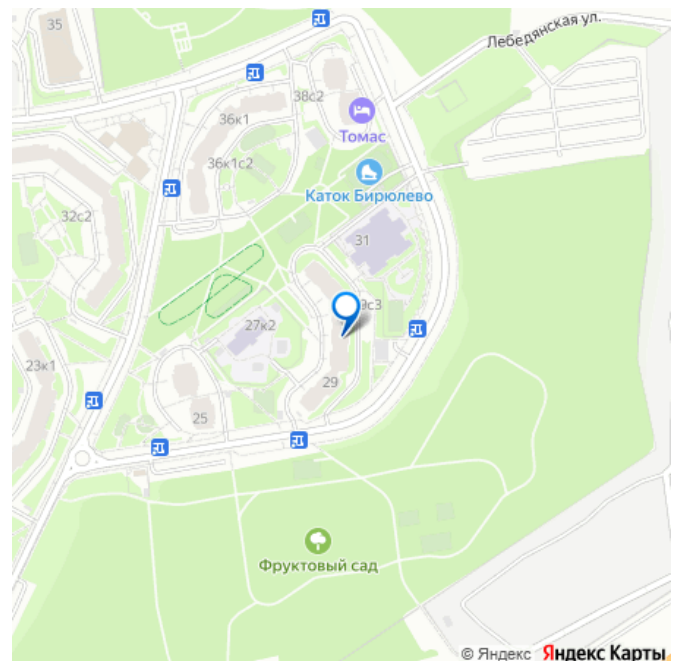 35
Лебедянская ул.
38с2
36к1
Томас
36к1с2
Каток Бирюлево
32с2
31
9с3
27к2
23к1
29
25
Фруктовый сад
© Яндекс Яндекс Карты